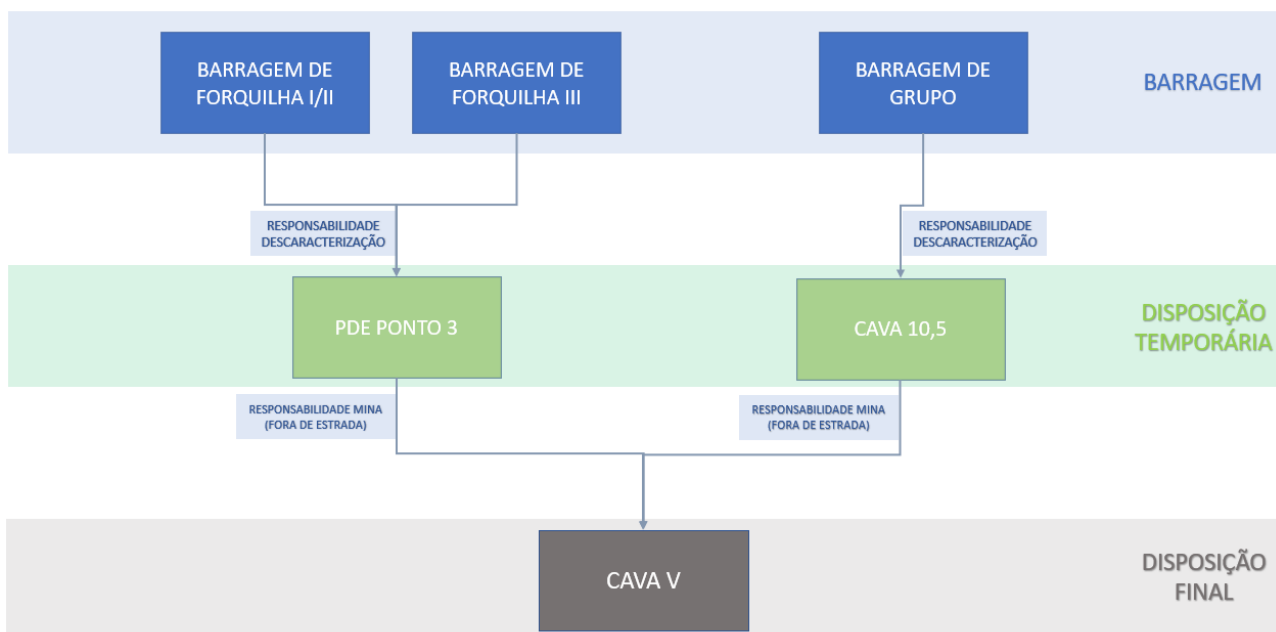 BARRAGEM DE
FORQUILHA I/II
BARRAGEM DE
FORQUILHA III
BARRAGEM DE
GRUPO
BARRAGEM
RESPONSABILIDADE
DESCARACTERIZAÇÃO
RESPONSABILIDADE
DESCARACTERIZAÇÃO
PDE PONTO 3
CAVA 10,5
DISPOSIÇÃO
TEMPORÁRIA
RESPONSABILIDADE MINA
(FORA DE ESTRADA)
RESPONSABILIDADE MINA
(FORA DE ESTRADA)
CAVA V
DISPOSIÇÃO
FINAL